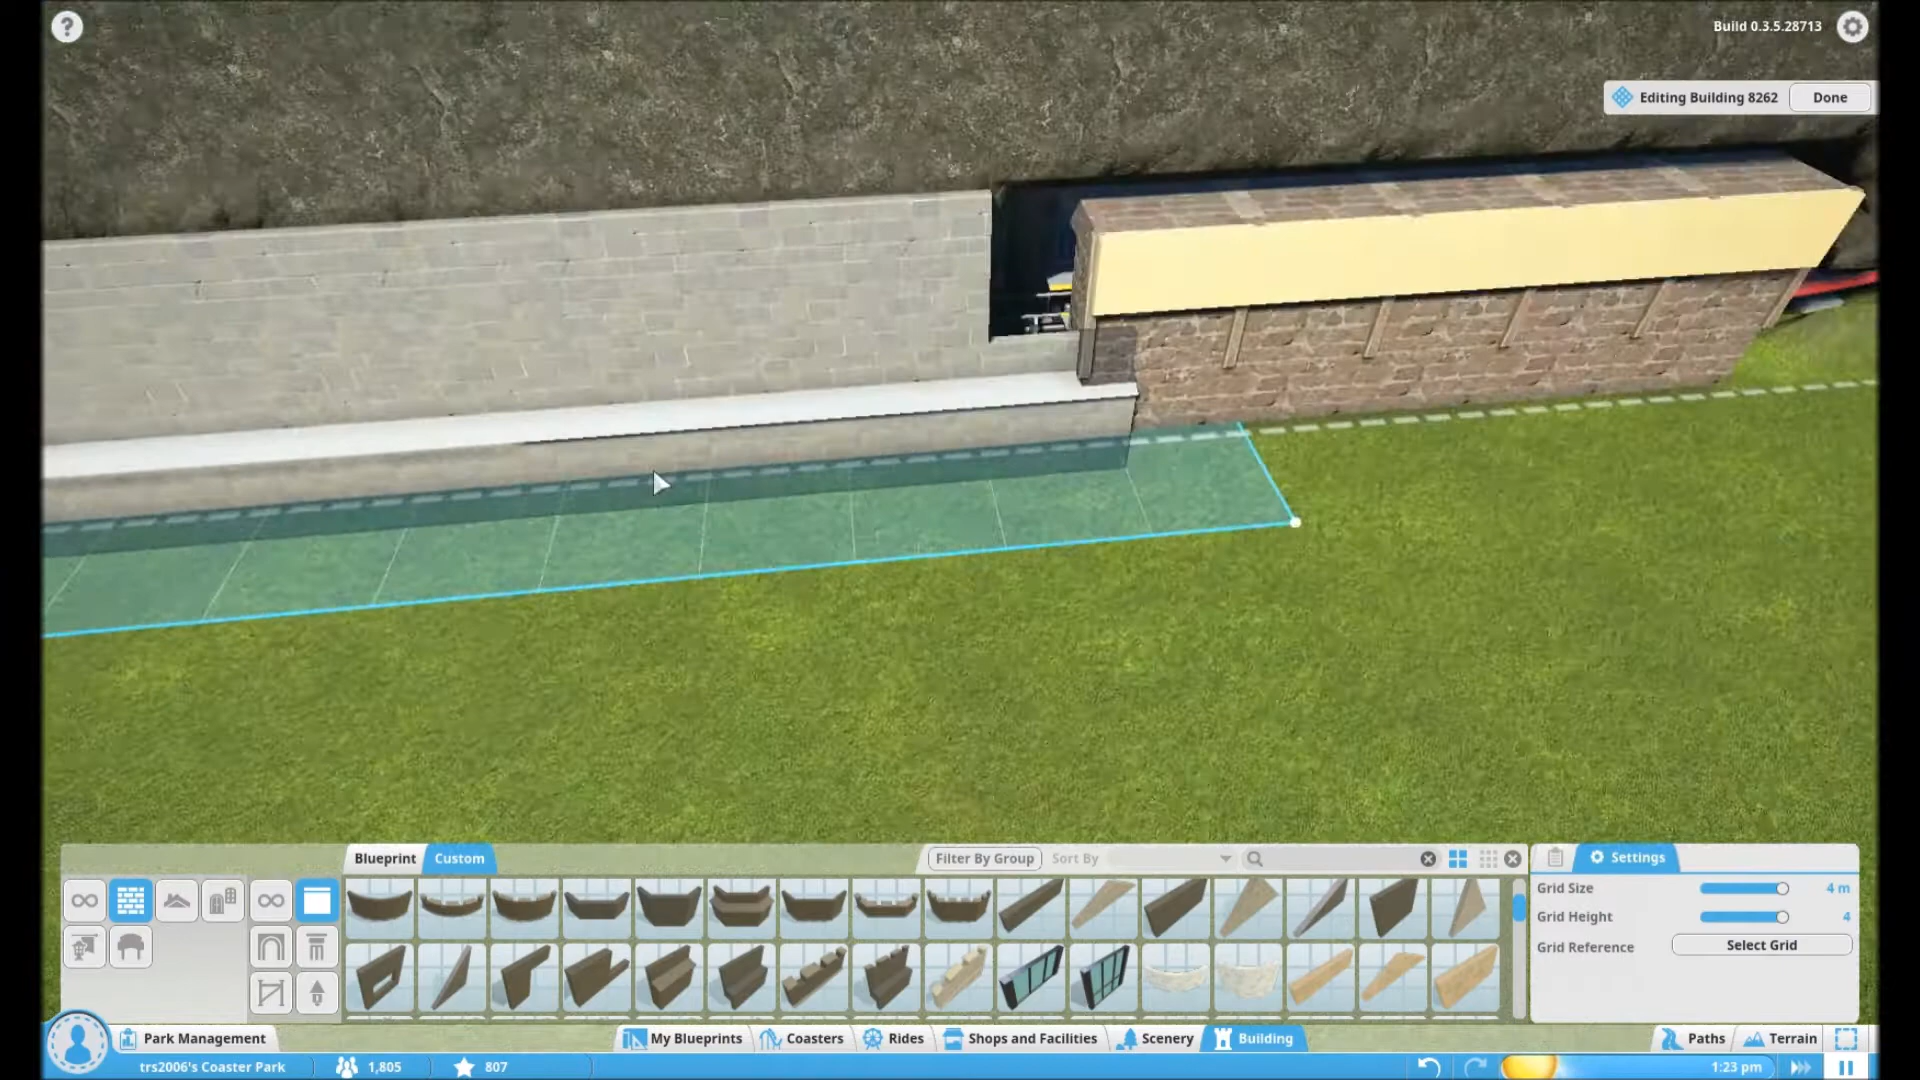 ?
Build 0.3.5.28713
Editing Building 8262 Done
Blueprint Custom Filter By Group Sort By Settings
Grid Size 4 m
Grid Height 4
Grid Reference Select Grid
Park Management My Blueprints Coasters Rides Shops and Facilities Scenery Building Paths Terrain
trs2006's Coaster Park 1,805 807 1:23 pm